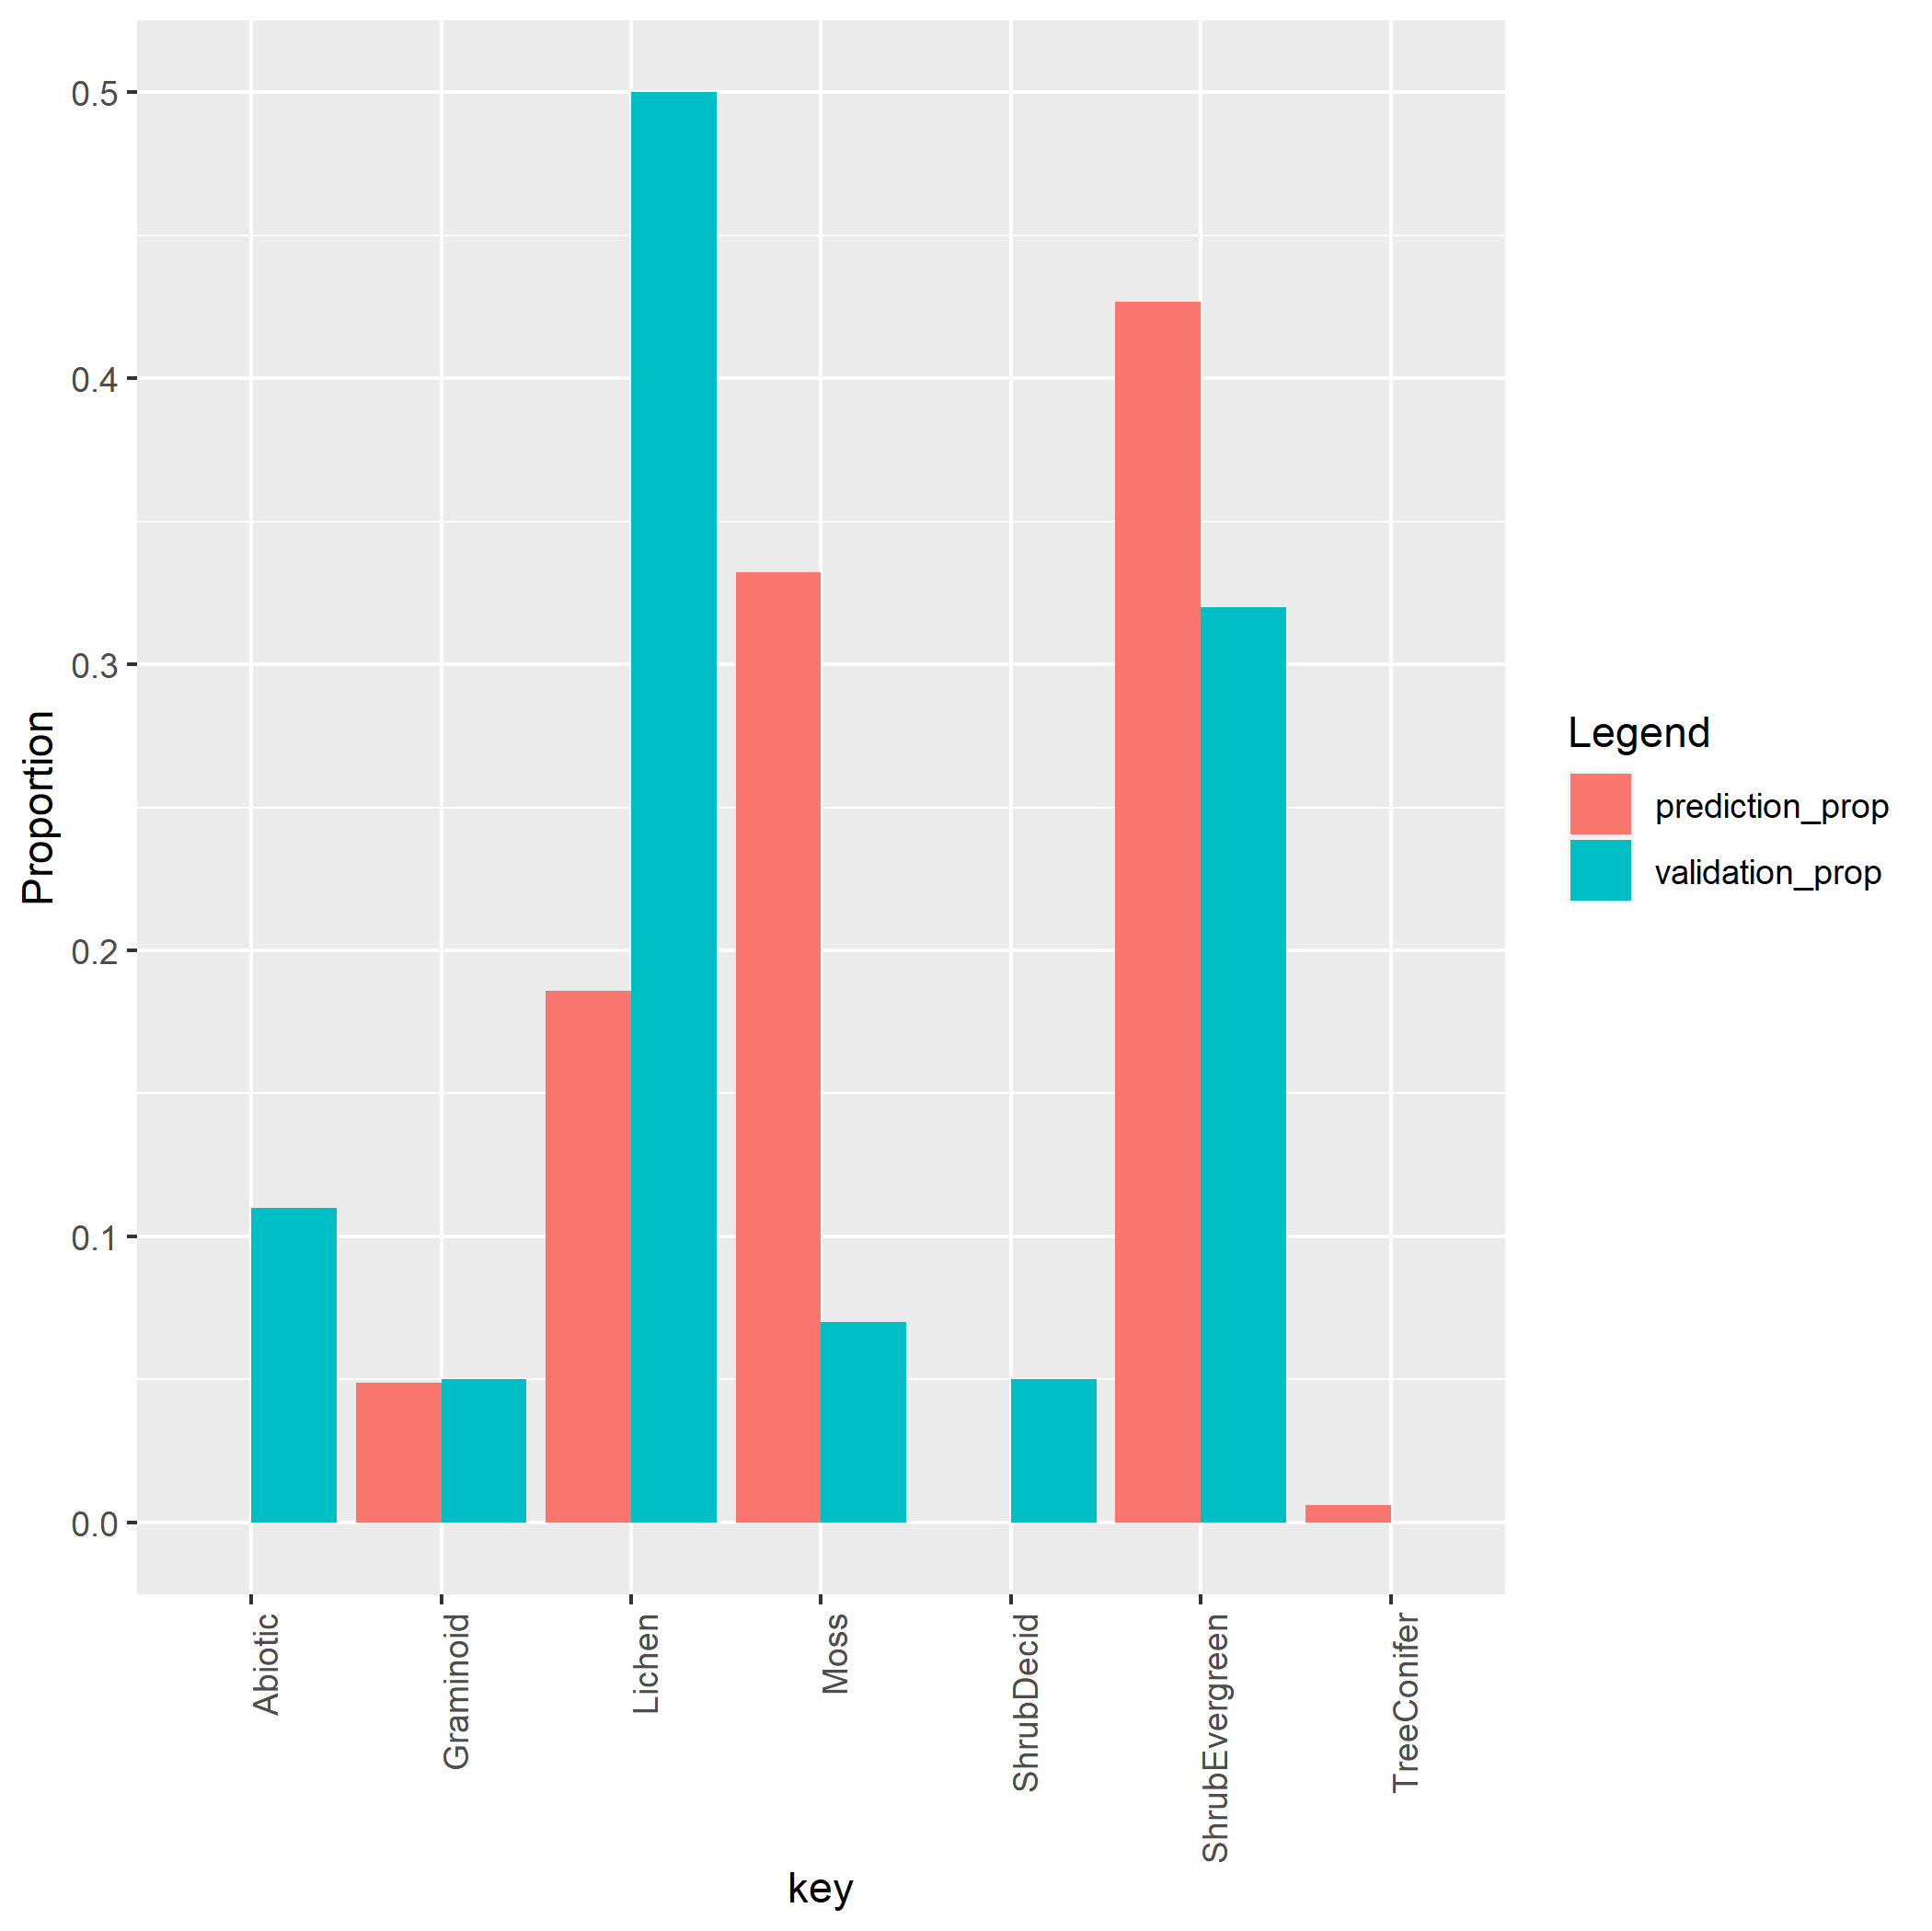 0.5
0.4
0.3
0.2
0.1
0.0
Proportion
Abiotic
Graminoid
Lichen
Moss
ShrubDecid
ShrubEvergreen
TreeConifer
key
Legend
prediction_prop
validation_prop